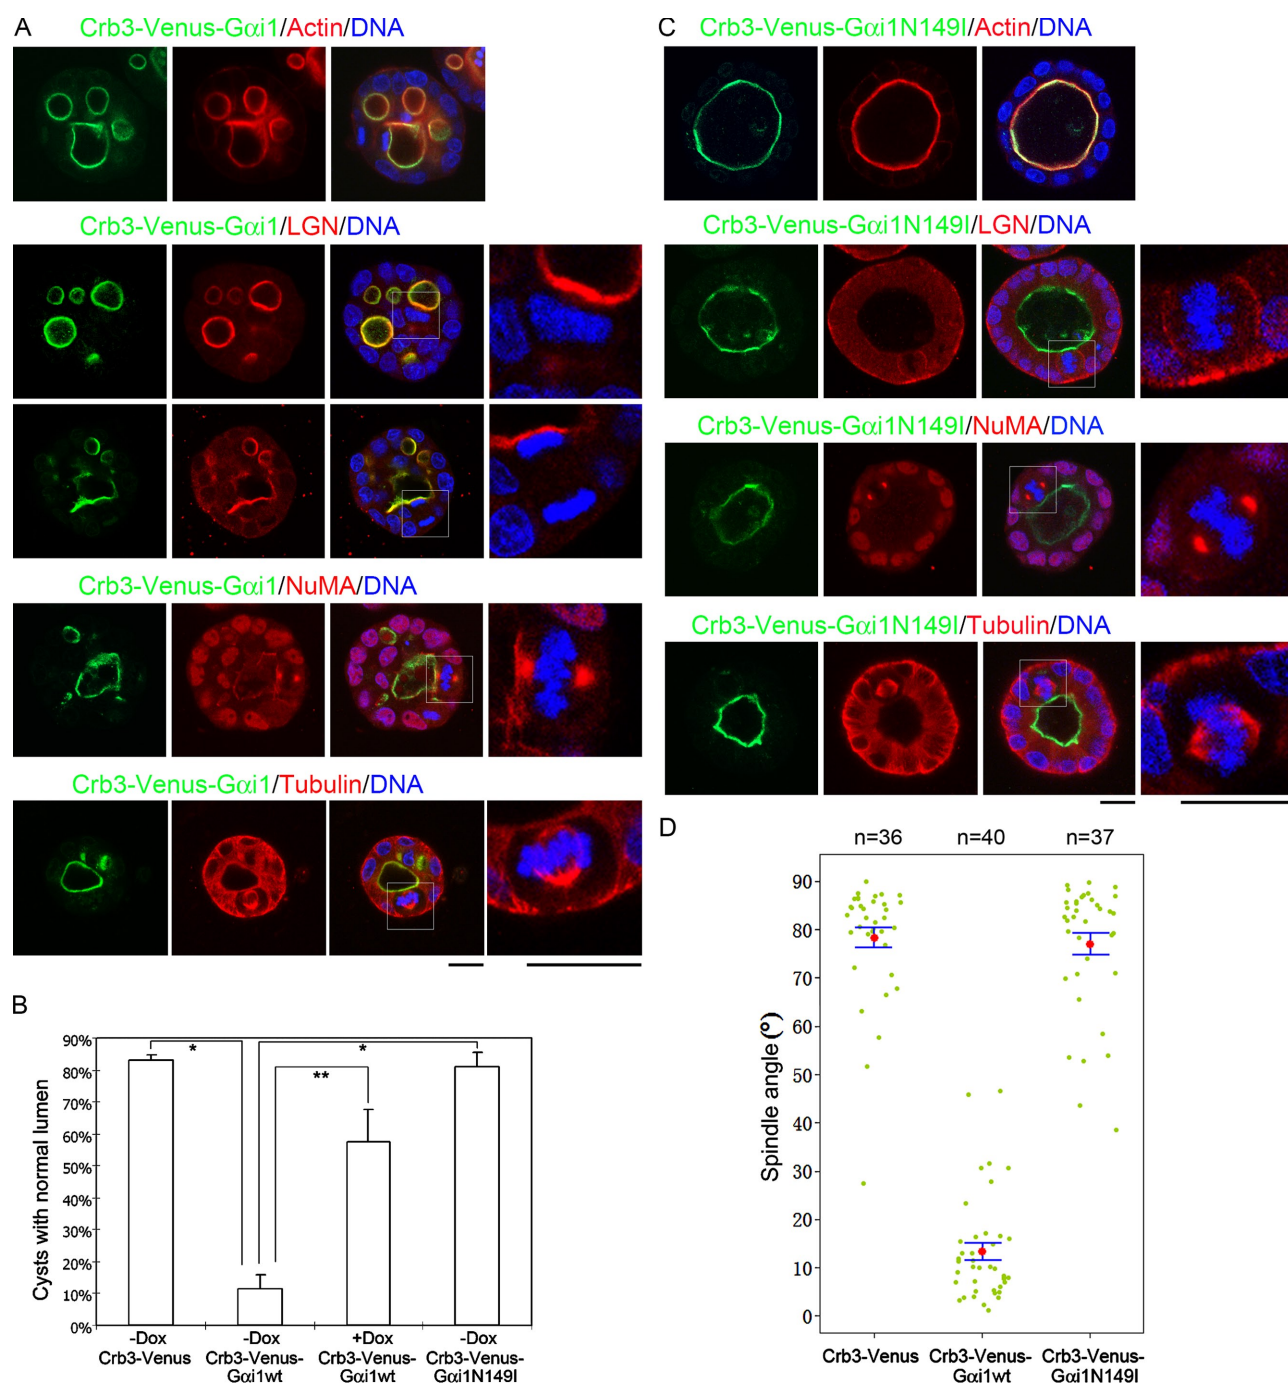 A
Crb3-Venus-Gαi1/Actin/DNA
Crb3-Venus-Gαi1/LGN/DNA
Crb3-Venus-Gαi1/NuMA/DNA
Crb3-Venus-Gαi1/Tubulin/DNA
B
Cysts with normal lumen
90%
80%
70%
60%
50%
40%
30%
20%
10%
0%
*
*
**
-Dox
Crb3-Venus
-Dox
Crb3-Venus-
Gαi1wt
+Dox
Crb3-Venus-
Gαi1wt
-Dox
Crb3-Venus-
Gαi1N149I
C
Crb3-Venus-Gαi1N149I/Actin/DNA
Crb3-Venus-Gαi1N149I/LGN/DNA
Crb3-Venus-Gαi1N149I/NuMA/DNA
Crb3-Venus-Gαi1N149I/Tubulin/DNA
D
n=36
n=40
n=37
Spindle angle (°)
90
80
70
60
50
40
30
20
10
0
Crb3-Venus
Crb3-Venus-
Gαi1wt
Crb3-Venus-
Gαi1N149I